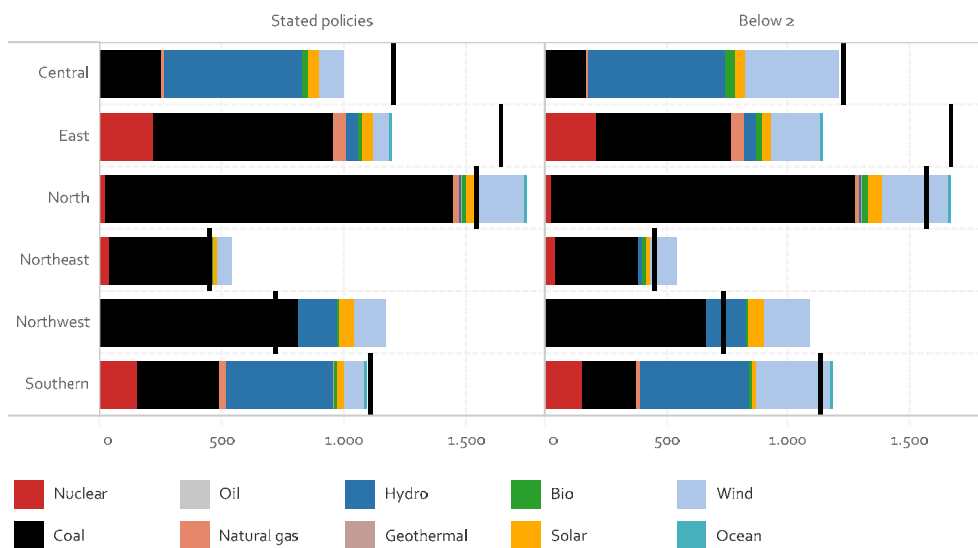 Stated policies Below 2
Central
East
North
Northeast
Northwest
Southern
0 500 1.000 1.500 0 500 1.000 1.500
Nuclear Oil Hydro Bio Wind
Coal Natural gas Geothermal Solar Ocean